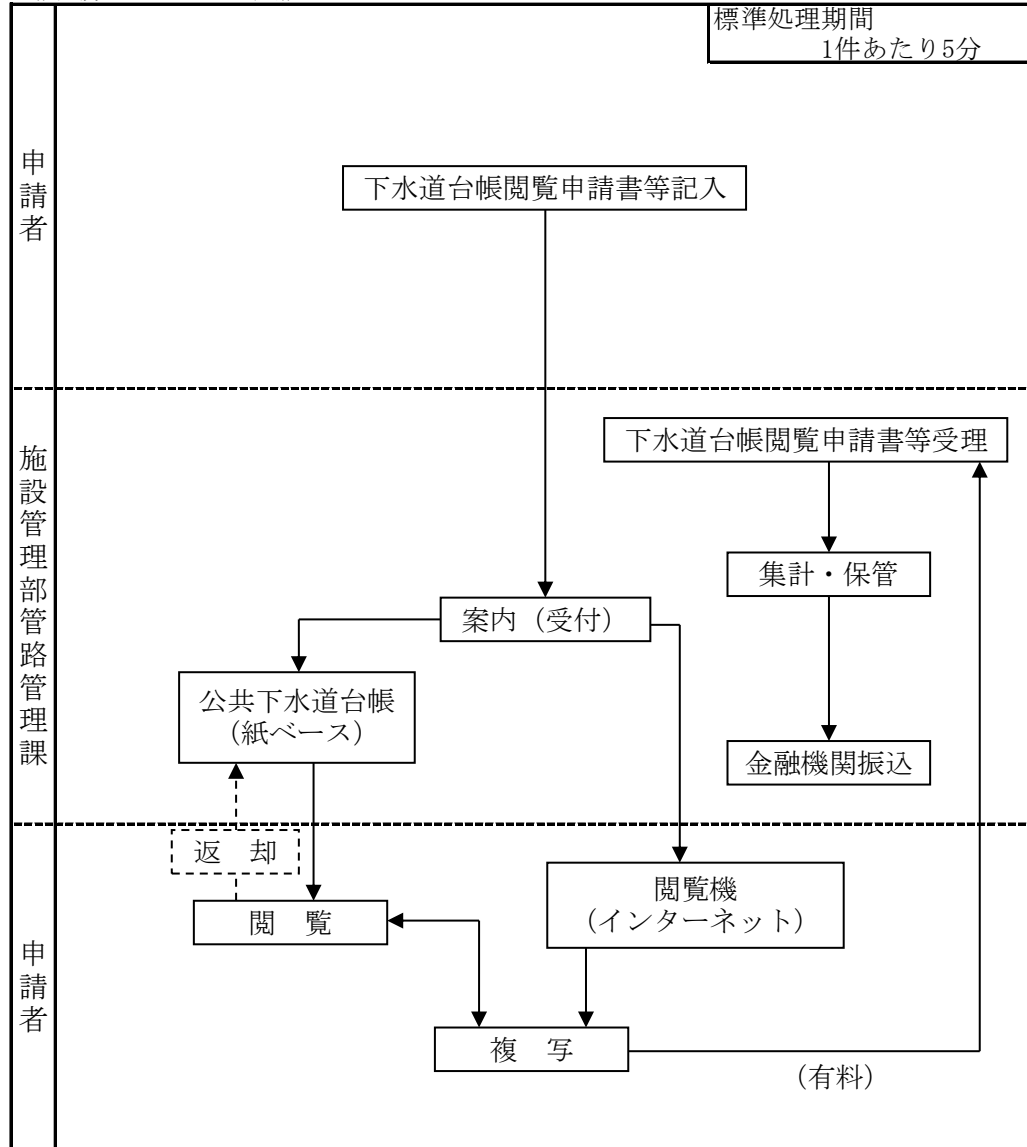 標準処理期間
1件あたり5分
申請者
下水道台帳閲覧申請書等記入
施設管理部管路管理課
下水道台帳閲覧申請書等受理
集計・保管
案内（受付）
公共下水道台帳
（紙ベース）
金融機関振込
返　却
閲　覧
閲覧機
（インターネット）
申請者
複　写
（有料）